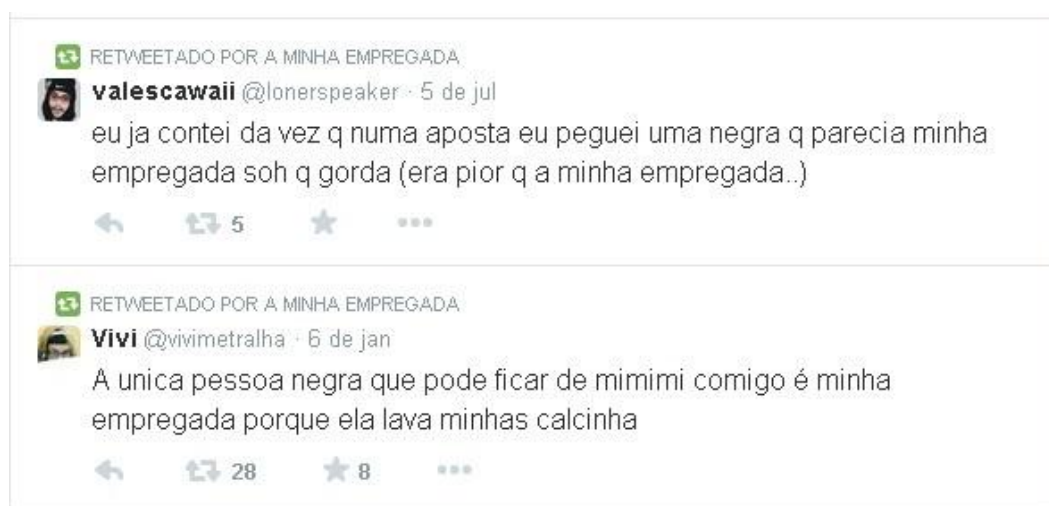 RETWEETADO POR A MINHA EMPREGADA
valescawaii @lonerspeaker · 5 de jul
eu ja contei da vez q numa aposta eu peguei uma negra q parecia minha
empregada soh q gorda (era pior q a minha empregada..)
5
RETWEETADO POR A MINHA EMPREGADA
Vivi @vivimetralha · 6 de jan
A unica pessoa negra que pode ficar de mimimi comigo é minha
empregada porque ela lava minhas calcinha
28 8